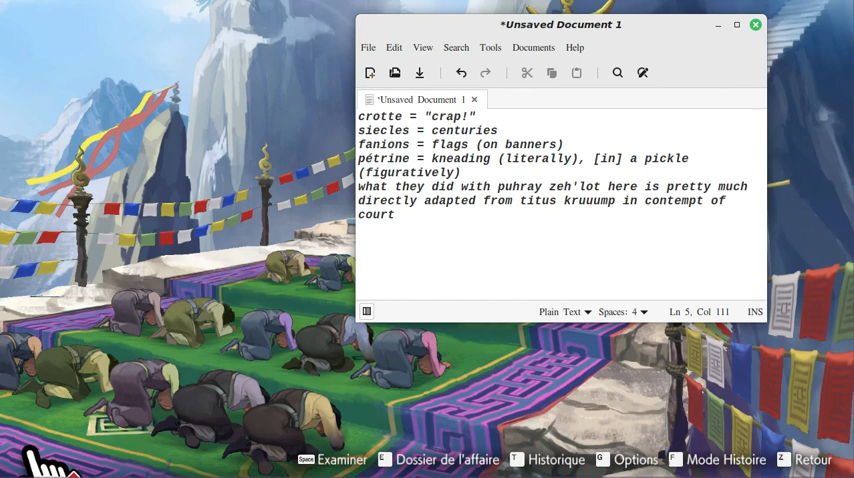 *Unsaved Document 1
File Edit View Search Tools Documents Help
*Unsaved Document 1
crotte = "crap!"
siecles = centuries
fanions = flags (on banners)
pétrine = kneading (literally), [in] a pickle
(figuratively)
what they did with puhray zeh'lot here is pretty much
directly adapted from titus kruuump in contempt of
court
Plain Text Spaces: 4 Ln 5, Col 111 INS
Space Examiner E Dossier de l'affaire T Historique G Options F Mode Histoire Z Retour